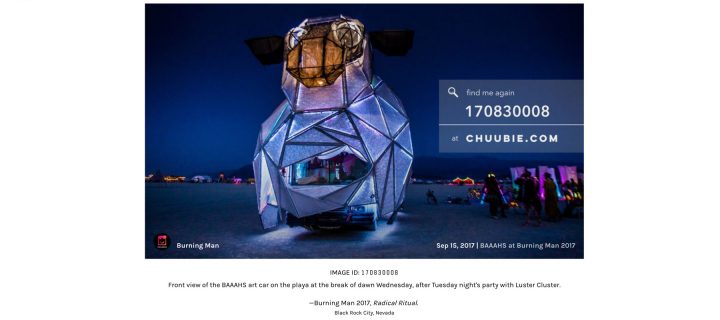 find me again
170830008
at CHUUBIE.COM
Burning Man
Sep 15, 2017 | BAAAHS at Burning Man 2017
IMAGE ID: 170830008
Front view of the BAAAHS art car on the playa at the break of dawn Wednesday, after Tuesday night's party with Luster Cluster.
—Burning Man 2017, Radical Ritual.
Black Rock City, Nevada